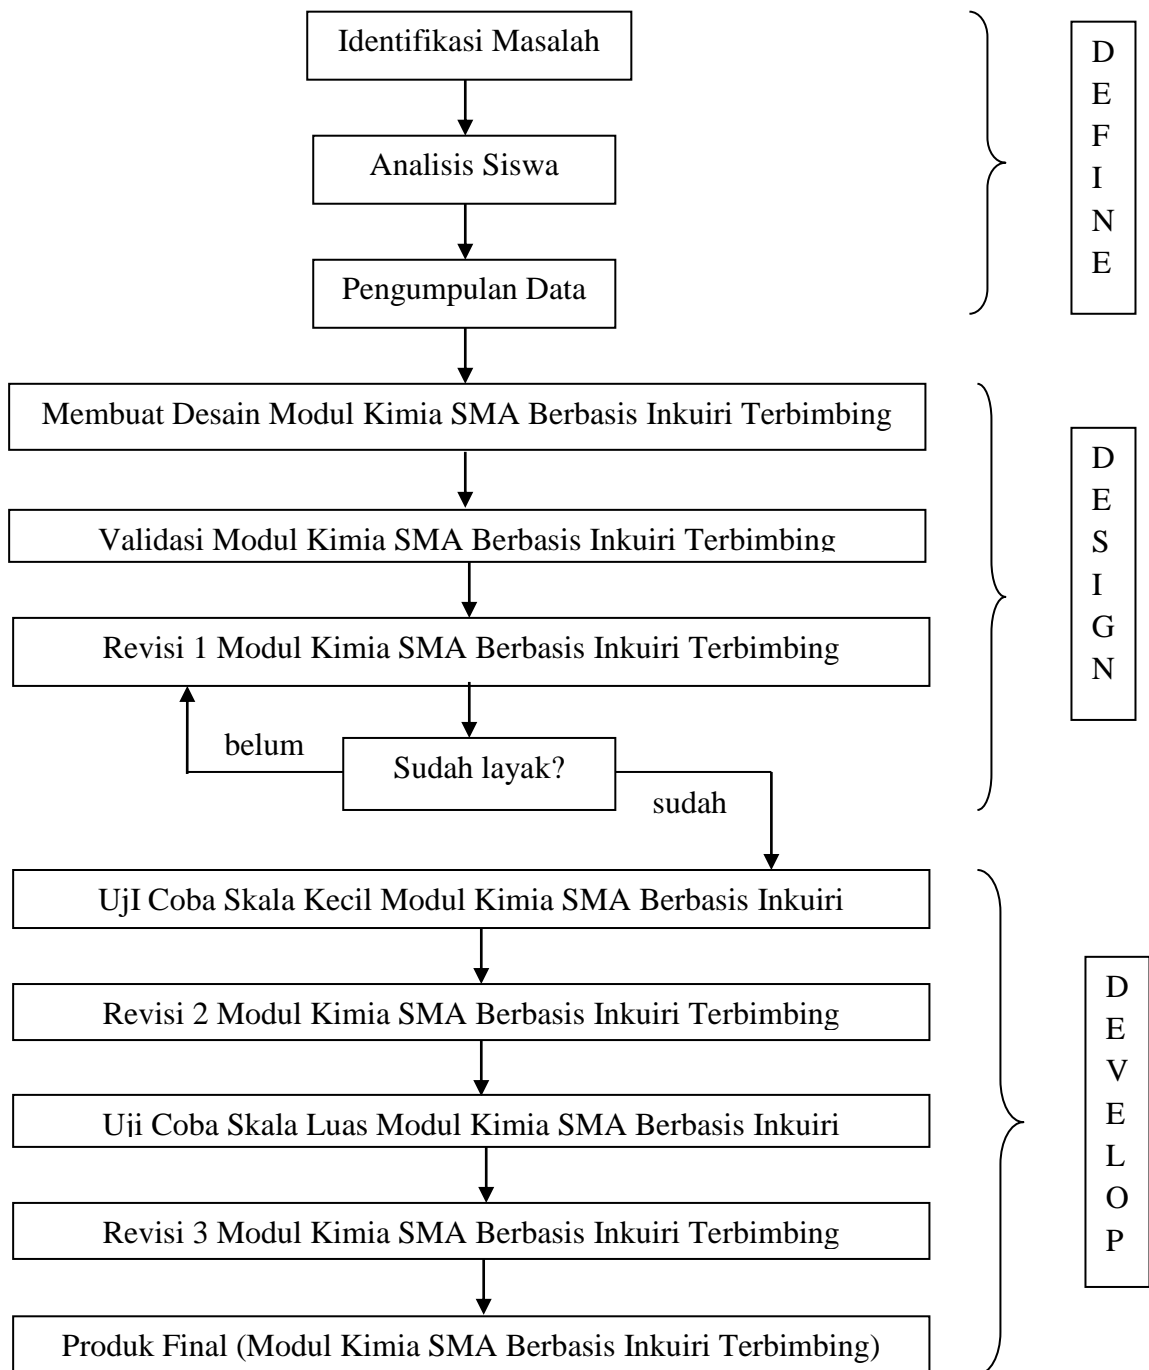 Identifikasi Masalah
Analisis Siswa
Pengumpulan Data
DEFINE
Membuat Desain Modul Kimia SMA Berbasis Inkuiri Terbimbing
Validasi Modul Kimia SMA Berbasis Inkuiri Terbimbing
Revisi 1 Modul Kimia SMA Berbasis Inkuiri Terbimbing
belum
Sudah layak?
sudah
DESIGN
UjI Coba Skala Kecil Modul Kimia SMA Berbasis Inkuiri
Revisi 2 Modul Kimia SMA Berbasis Inkuiri Terbimbing
Uji Coba Skala Luas Modul Kimia SMA Berbasis Inkuiri
Revisi 3 Modul Kimia SMA Berbasis Inkuiri Terbimbing
Produk Final (Modul Kimia SMA Berbasis Inkuiri Terbimbing)
DEVELOP